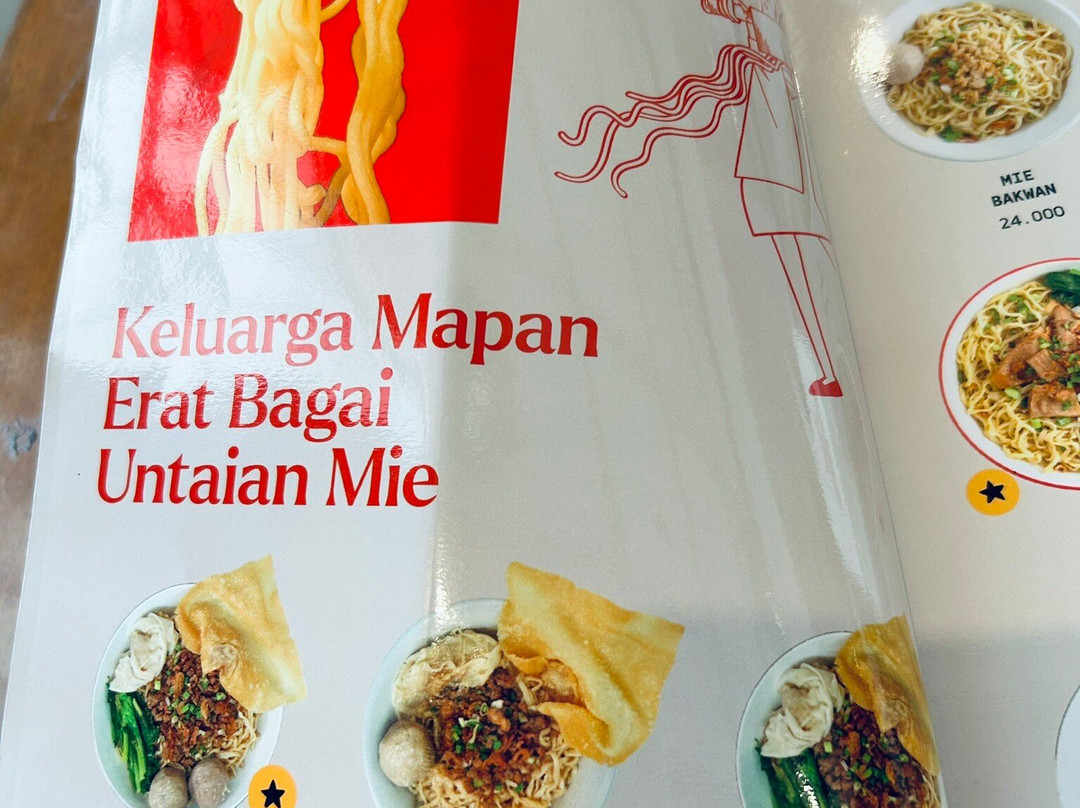 Keluarga Mapan
Erat Bagai
Untaian Mie
MIE
BAKWAN
24.000